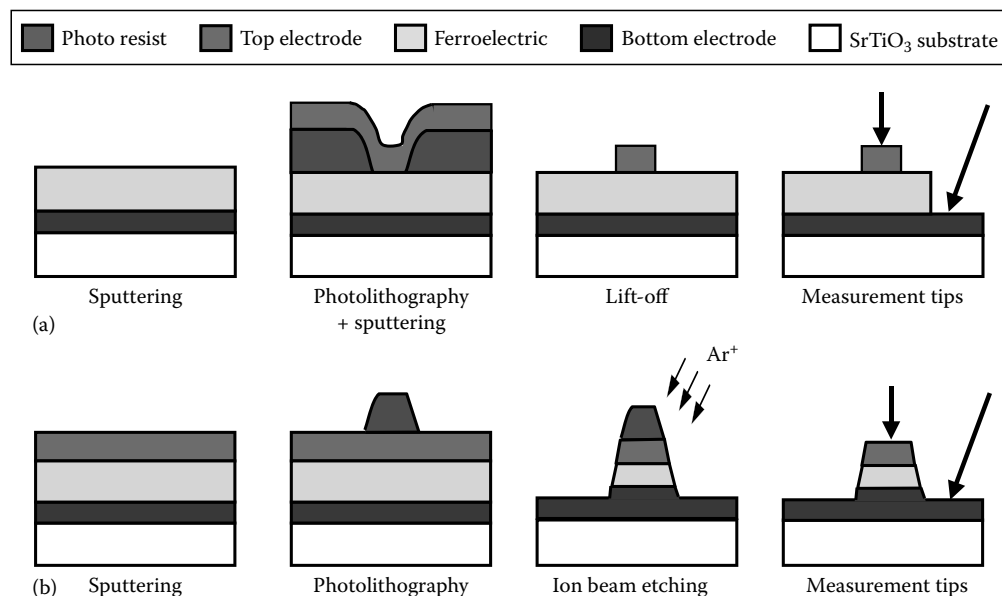 Photo resist Top electrode Ferroelectric Bottom electrode SrTiO₃ substrate
Sputtering Photolithography + sputtering Lift-off Measurement tips
(a)
Ar⁺
(b) Sputtering Photolithography Ion beam etching Measurement tips